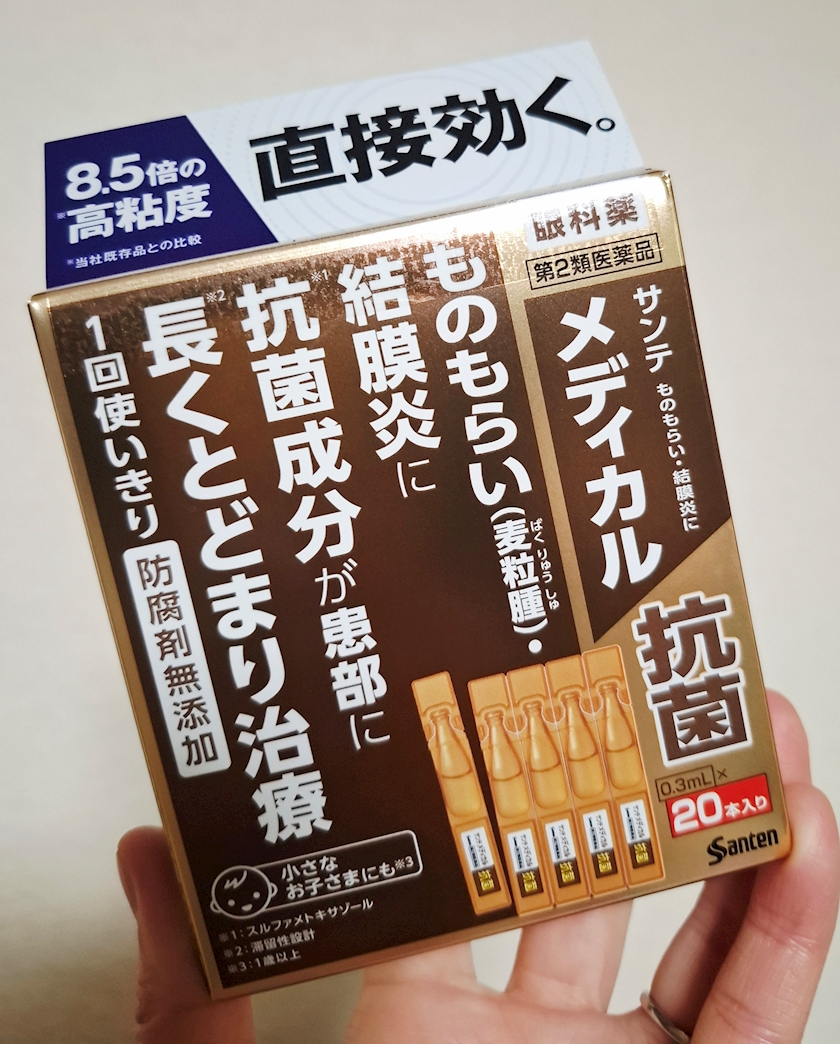 8.5倍の
※高粘度
※当社既存品との比較
直接効く。
眼科薬
第2類医薬品
サンテ
メディカル
ものもらい・結膜炎に
抗菌
0.3mL×
20本入り
Santen
ものもらい(麦粒腫)・
ばくりゅうしゅ
結膜炎に
抗菌成分が患部に
※1
長くとどまり治療
※2
1回使いきり
防腐剤無添加
小さな
お子さまにも※3
※1:スルファメトキサゾール
※2:滞留性設計
※3:1歳以上